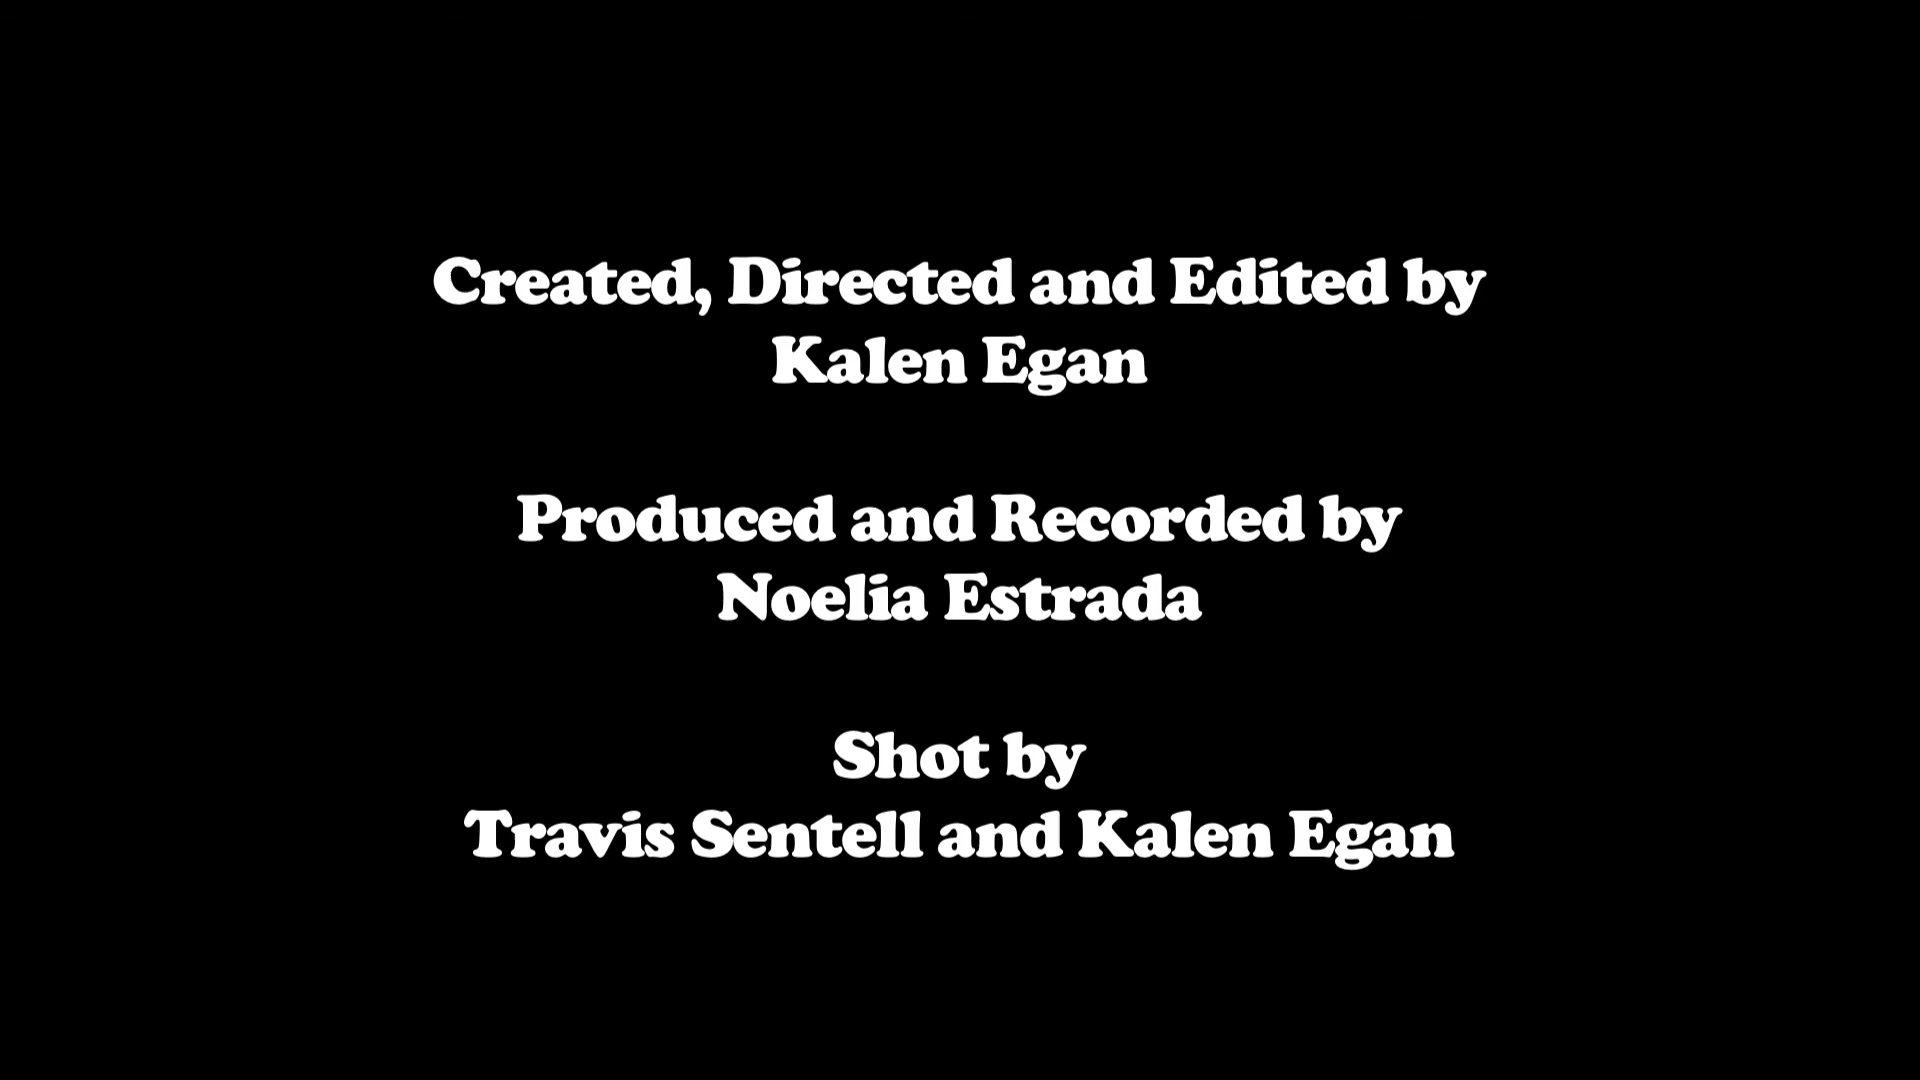 Created, Directed and Edited by
Kalen Egan
Produced and Recorded by
Noelia Estrada
Shot by
Travis Sentell and Kalen Egan